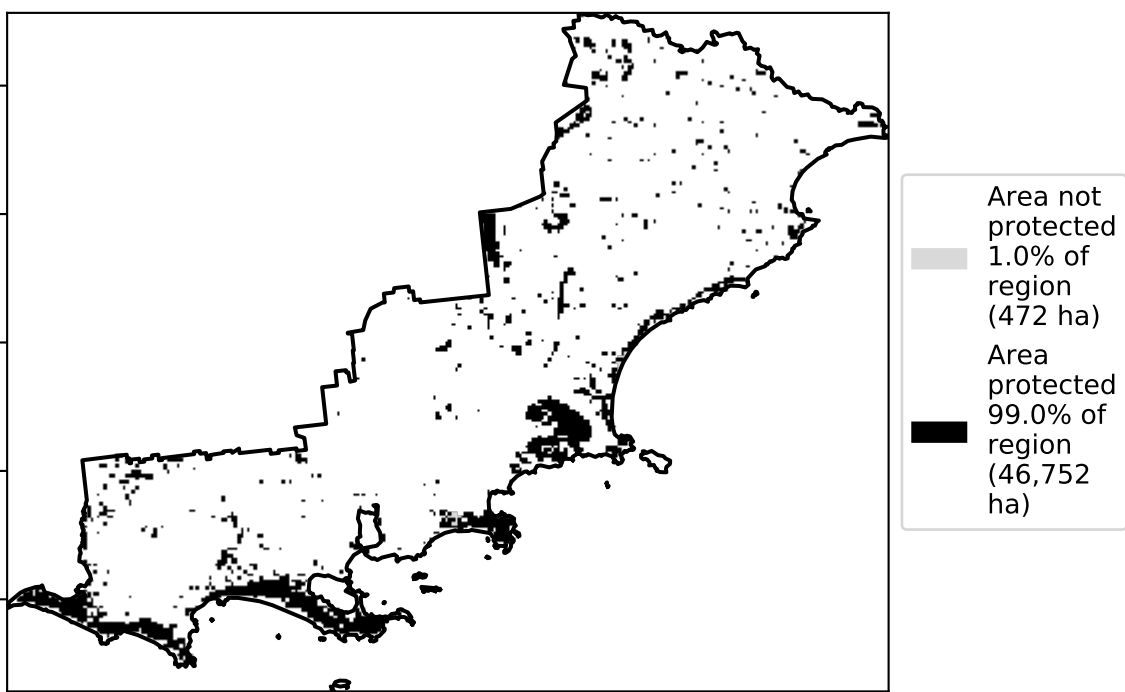 Area not
protected
1.0% of
region
(472 ha)
Area
protected
99.0% of
region
(46,752
ha)